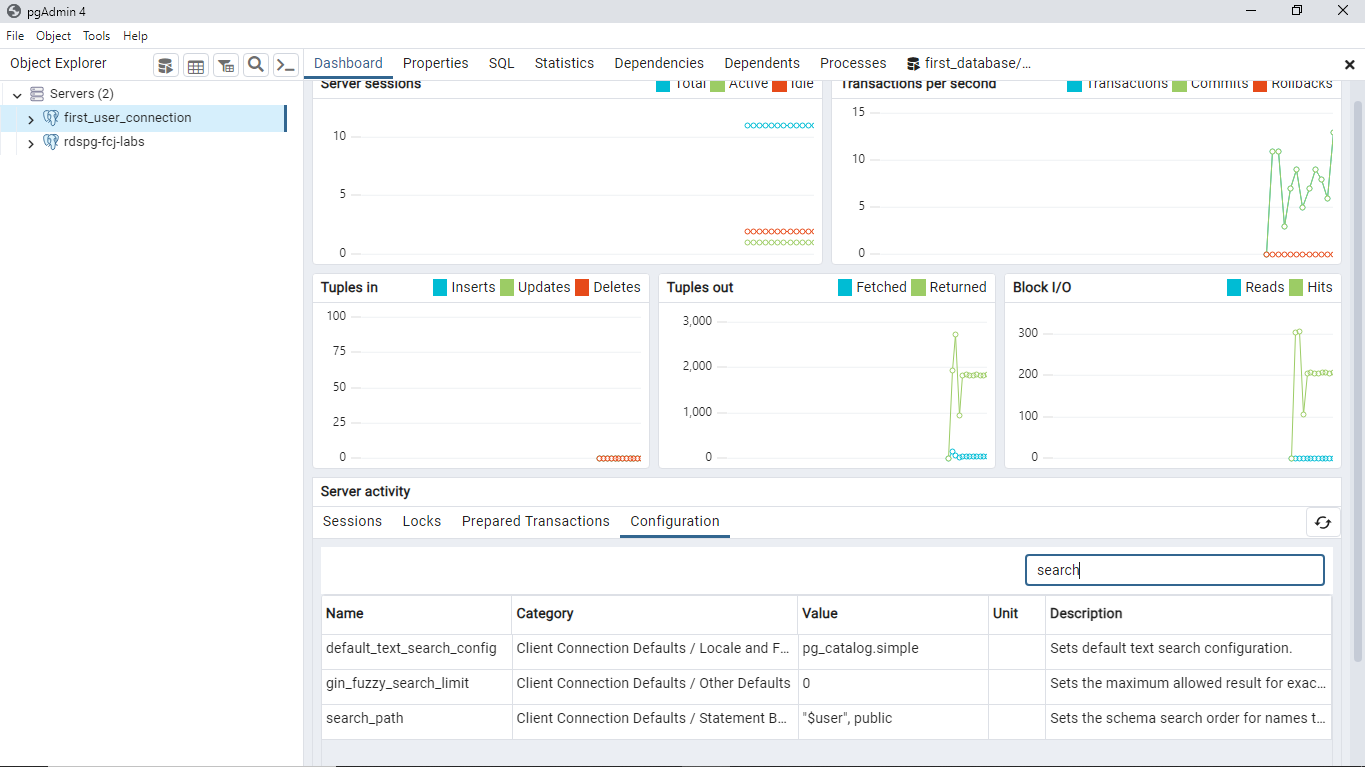 pgAdmin 4
File Object Tools Help
Object Explorer
Dashboard Properties SQL Statistics Dependencies Dependents Processes first_database/...
Servers (2)
first_user_connection
rdspg-fcj-labs
Server sessions Total Active Idle
10
5
0
Transactions per second Transactions Commits Rollbacks
15
10
5
0
Tuples in Inserts Updates Deletes
100
75
50
25
0
Tuples out Fetched Returned
3,000
2,000
1,000
0
Block I/O Reads Hits
300
200
100
0
Server activity
Sessions Locks Prepared Transactions Configuration
search
Name Category Value Unit Description
default_text_search_config Client Connection Defaults / Locale and F... pg_catalog.simple Sets default text search configuration.
gin_fuzzy_search_limit Client Connection Defaults / Other Defaults 0 Sets the maximum allowed result for exac...
search_path Client Connection Defaults / Statement B... "$user", public Sets the schema search order for names t...